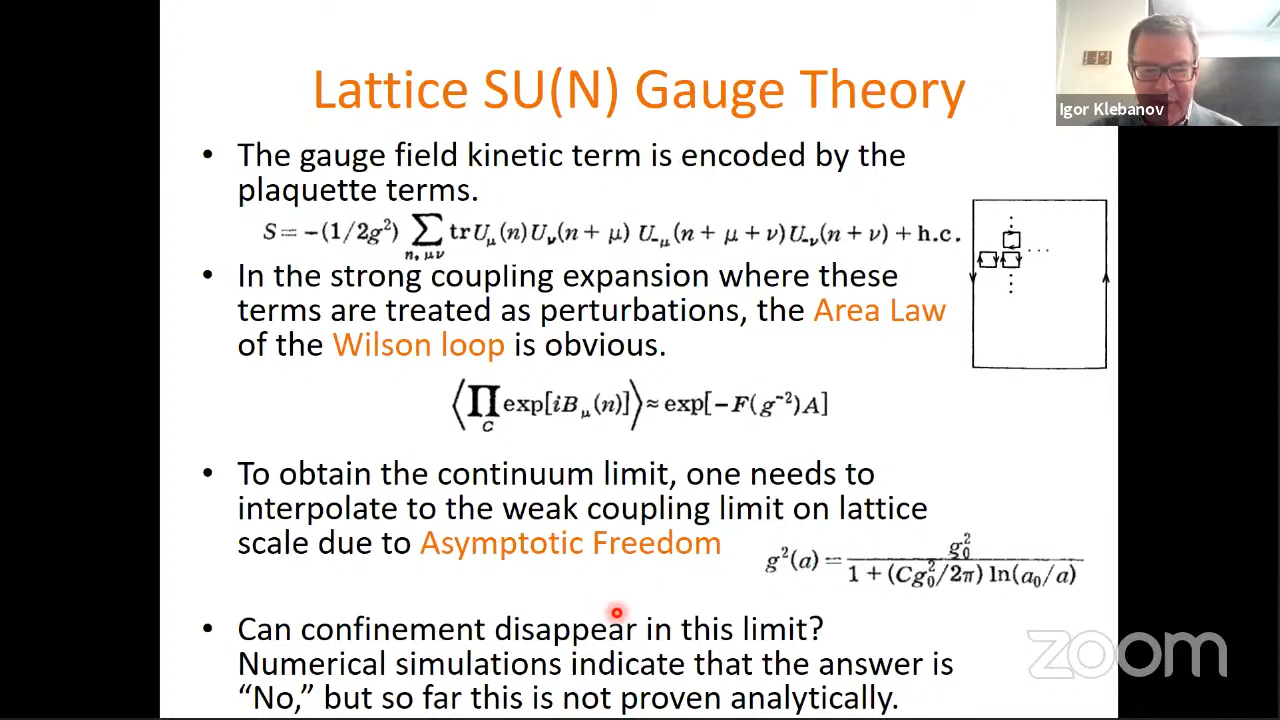 Lattice SU(N) Gauge Theory
Igor Klebanov
• The gauge field kinetic term is encoded by the
plaquette terms.
S = -(1/2g²) ∑ n, μν tr U_μ(n) U_ν(n + μ) U_-μ(n + μ + ν) U_-ν(n + ν) + h.c.
• In the strong coupling expansion where these
terms are treated as perturbations, the Area Law
of the Wilson loop is obvious.
⟨∏ C exp[iB_μ(n)]⟩ ≈ exp[-F(g⁻²)A]
• To obtain the continuum limit, one needs to
interpolate to the weak coupling limit on lattice
scale due to Asymptotic Freedom
g²(a) = g₀² / 1 + (Cg₀²/2π) ln(a₀/a)
• Can confinement disappear in this limit?
Numerical simulations indicate that the answer is
“No,” but so far this is not proven analytically.
zoom